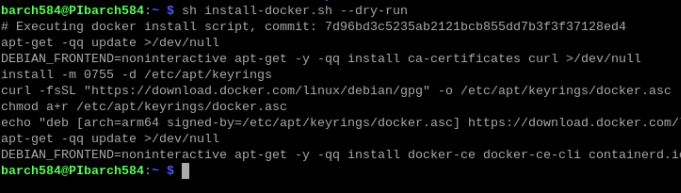 barch584@PIbarch584:~ $ sh install-docker.sh --dry-run
# Executing docker install script, commit: 7d96bd3c5235ab2121bcb855dd7b3f3f37128ed4
apt-get -qq update >/dev/null
DEBIAN_FRONTEND=noninteractive apt-get -y -qq install ca-certificates curl >/dev/null
install -m 0755 -d /etc/apt/keyrings
curl -fsSL "https://download.docker.com/linux/debian/gpg" -o /etc/apt/keyrings/docker.asc
chmod a+r /etc/apt/keyrings/docker.asc
echo "deb [arch=arm64 signed-by=/etc/apt/keyrings/docker.asc] https://download.docker.com/
apt-get -qq update >/dev/null
DEBIAN_FRONTEND=noninteractive apt-get -y -qq install docker-ce docker-ce-cli containerd.io
barch584@PIbarch584:~ $